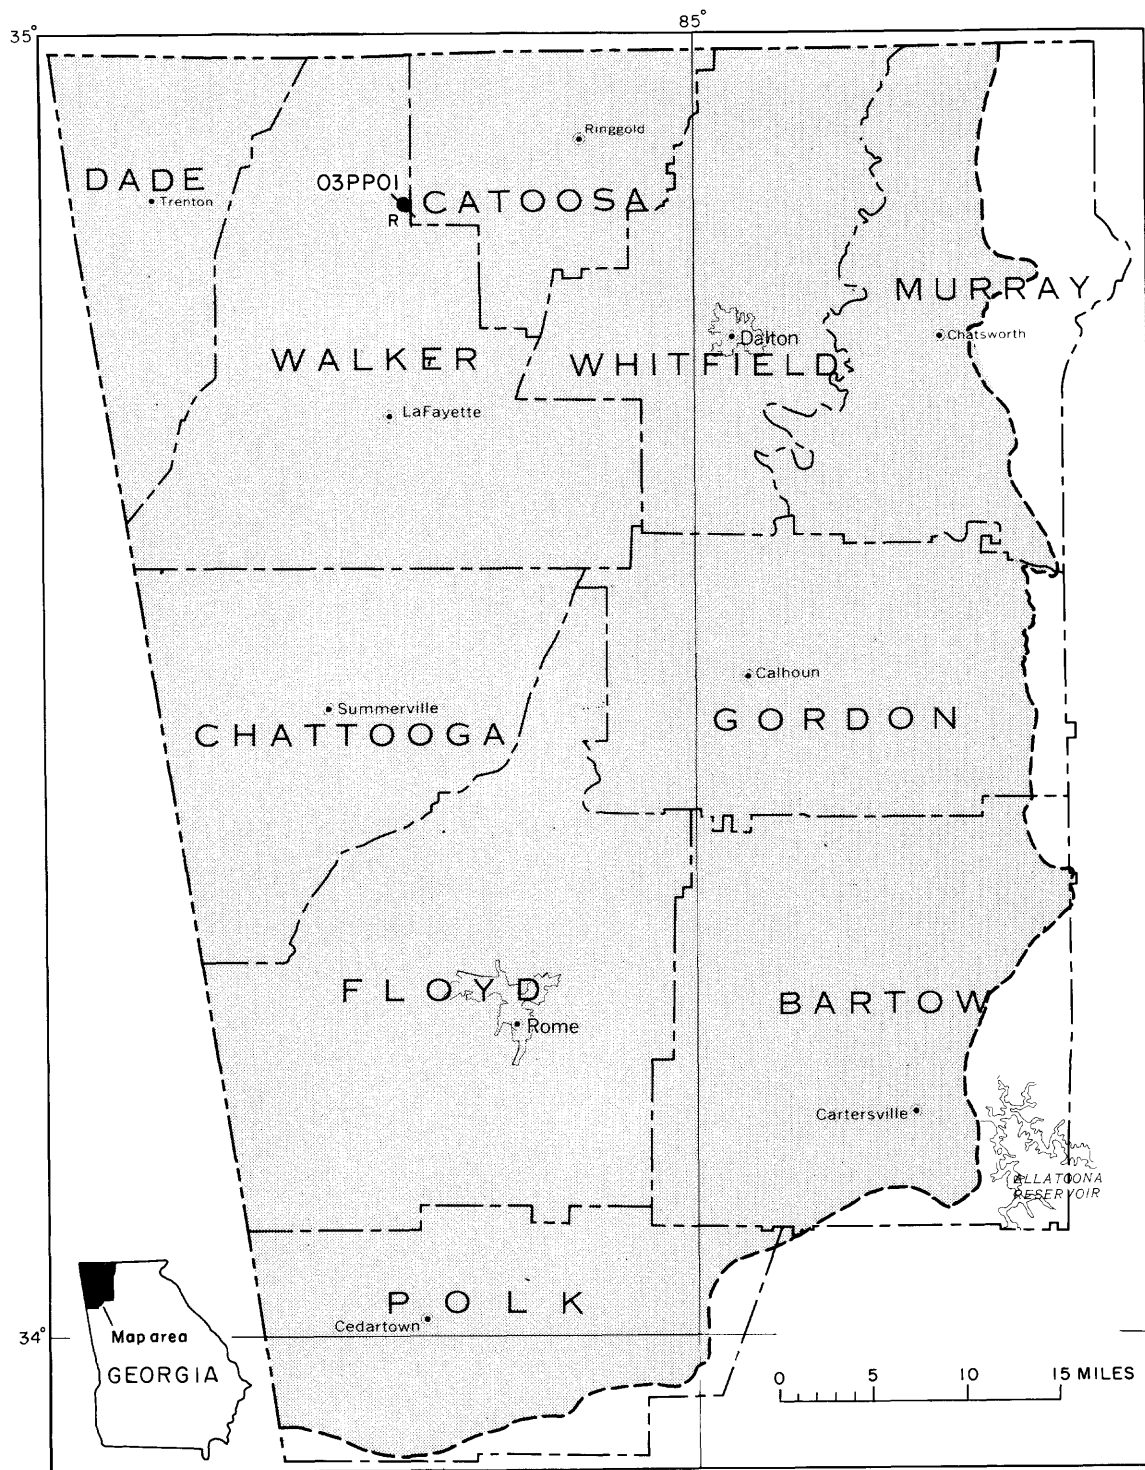 85°
35°
Ringgold
DADE
Trenton
03PP01
R
CATOOSA
MURRAY
Chatsworth
Dalton
WALKER
WHITFIELD
LaFayette
Calhoun
Summerville
CHATTOOGA
GORDON
FLOYD
BARTOW
Rome
Cartersville
ALLATOONA
RESERVOIR
POLK
Cedartown
34°
Map area
GEORGIA
0 5 10 15 MILES